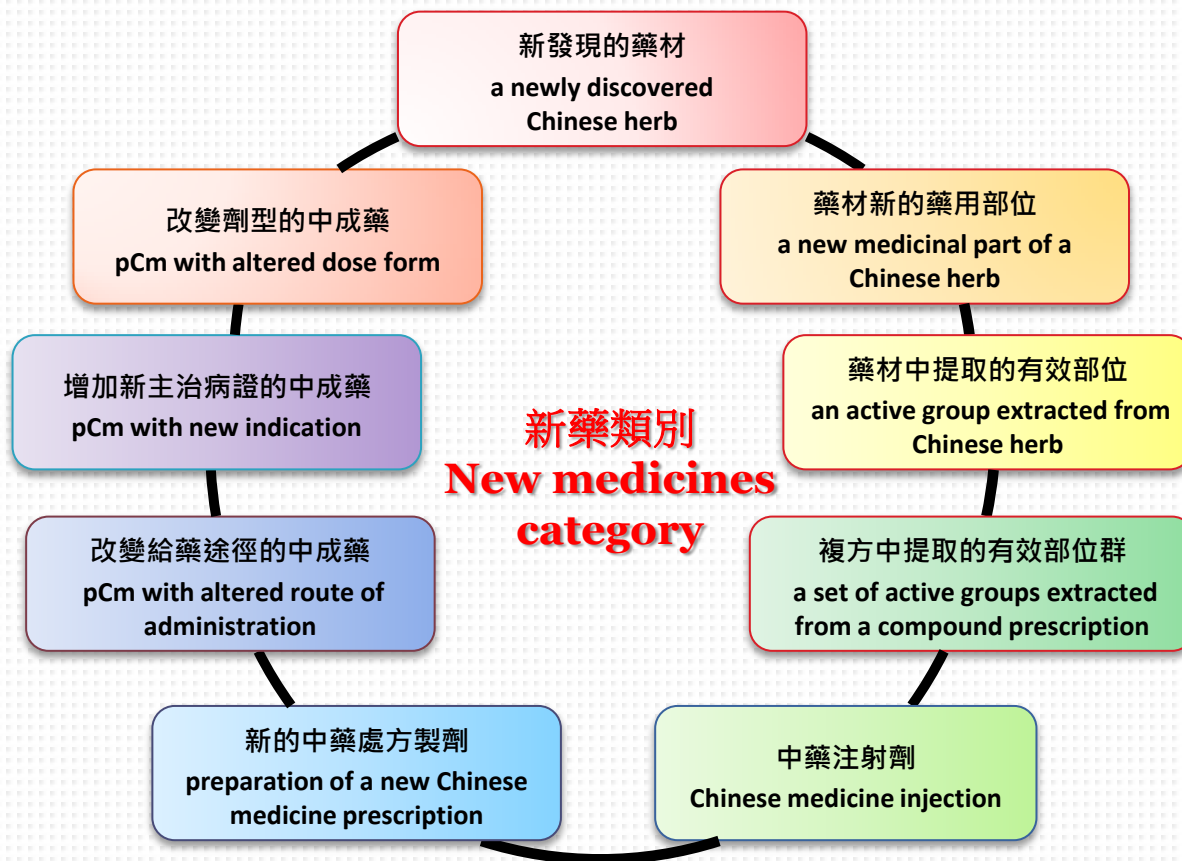 新發現的藥材
a newly discovered
Chinese herb
改變劑型的中成藥
pCm with altered dose form
藥材新的藥用部位
a new medicinal part of a
Chinese herb
增加新主治病證的中成藥
pCm with new indication
藥材中提取的有效部位
an active group extracted from
Chinese herb
新藥類別
New medicines
category
改變給藥途徑的中成藥
pCm with altered route of
administration
複方中提取的有效部位群
a set of active groups extracted
from a compound prescription
新的中藥處方製劑
preparation of a new Chinese
medicine prescription
中藥注射劑
Chinese medicine injection